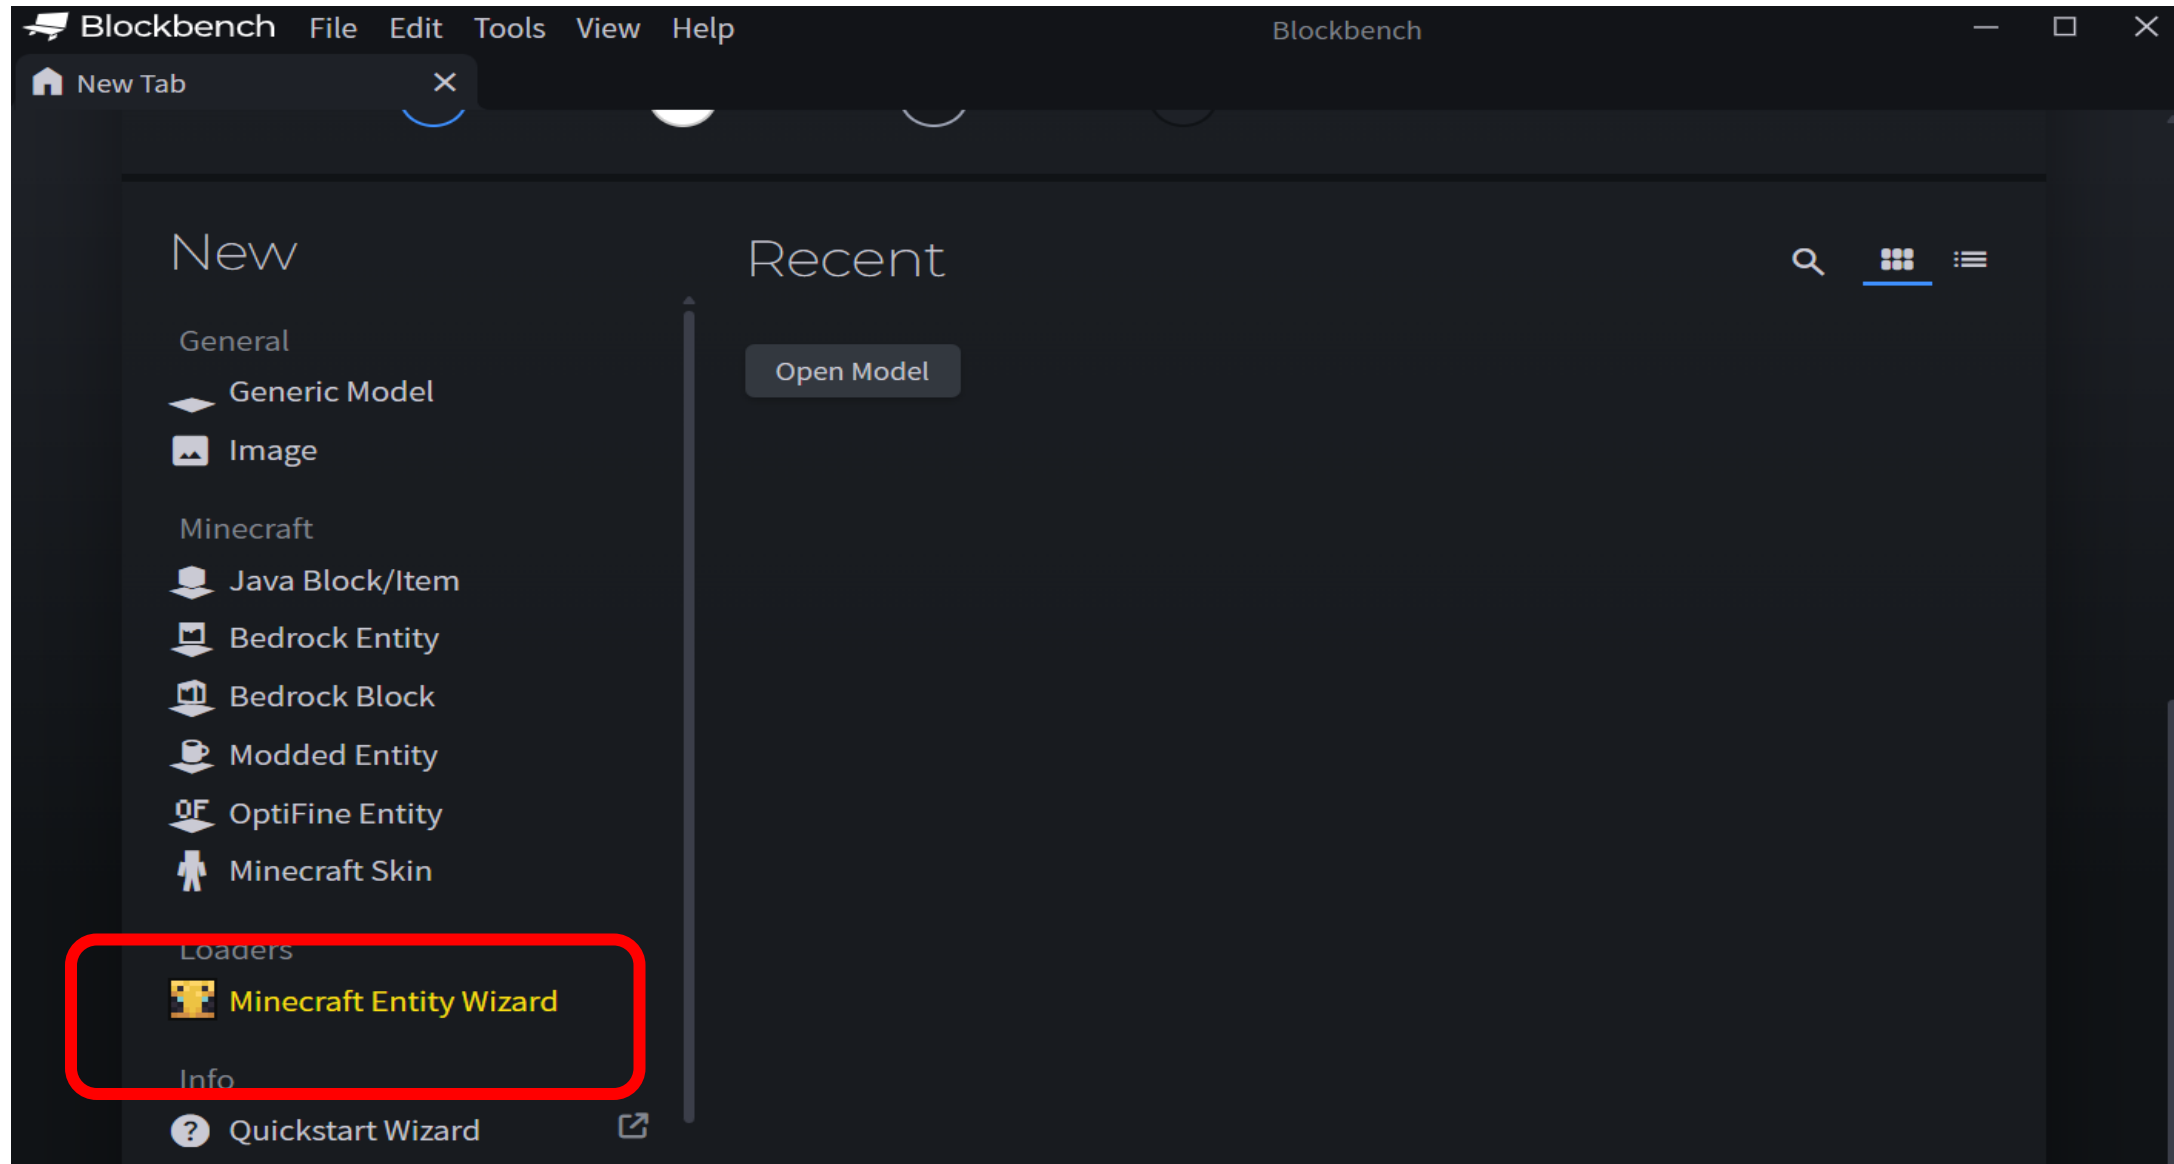 Blockbench File Edit Tools View Help Blockbench
New Tab
New
Recent
General
Generic Model
Open Model
Image
Minecraft
Java Block/Item
Bedrock Entity
Bedrock Block
Modded Entity
OF OptiFine Entity
Minecraft Skin
Loaders
Minecraft Entity Wizard
Info
? Quickstart Wizard